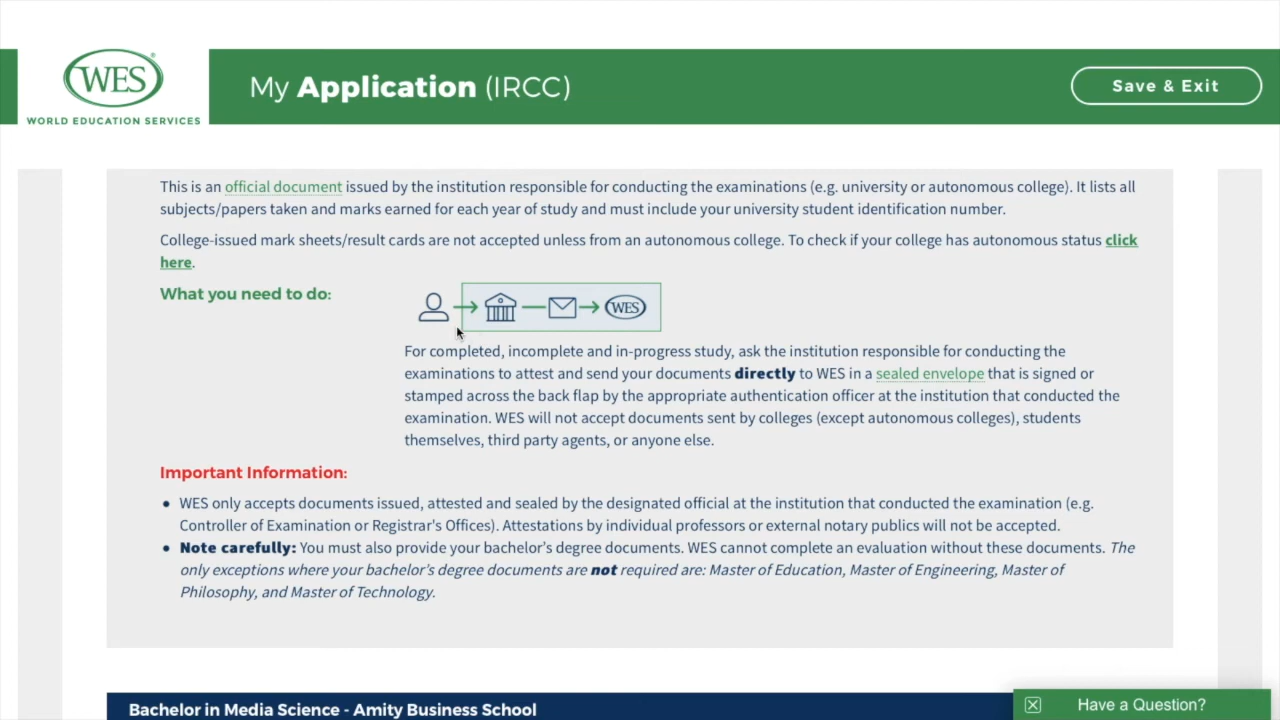 WES
®
WORLD EDUCATION SERVICES
My Application (IRCC)
Save & Exit
This is an official document issued by the institution responsible for conducting the examinations (e.g. university or autonomous college). It lists all
subjects/papers taken and marks earned for each year of study and must include your university student identification number.
College-issued mark sheets/result cards are not accepted unless from an autonomous college. To check if your college has autonomous status click
here.
What you need to do:
WES
For completed, incomplete and in-progress study, ask the institution responsible for conducting the
examinations to attest and send your documents directly to WES in a sealed envelope that is signed or
stamped across the back flap by the appropriate authentication officer at the institution that conducted the
examination. WES will not accept documents sent by colleges (except autonomous colleges), students
themselves, third party agents, or anyone else.
Important Information:
• WES only accepts documents issued, attested and sealed by the designated official at the institution that conducted the examination (e.g.
Controller of Examination or Registrar's Offices). Attestations by individual professors or external notary publics will not be accepted.
• Note carefully: You must also provide your bachelor's degree documents. WES cannot complete an evaluation without these documents. The
only exceptions where your bachelor's degree documents are not required are: Master of Education, Master of Engineering, Master of
Philosophy, and Master of Technology.
Bachelor in Media Science - Amity Business School
Have a Question?